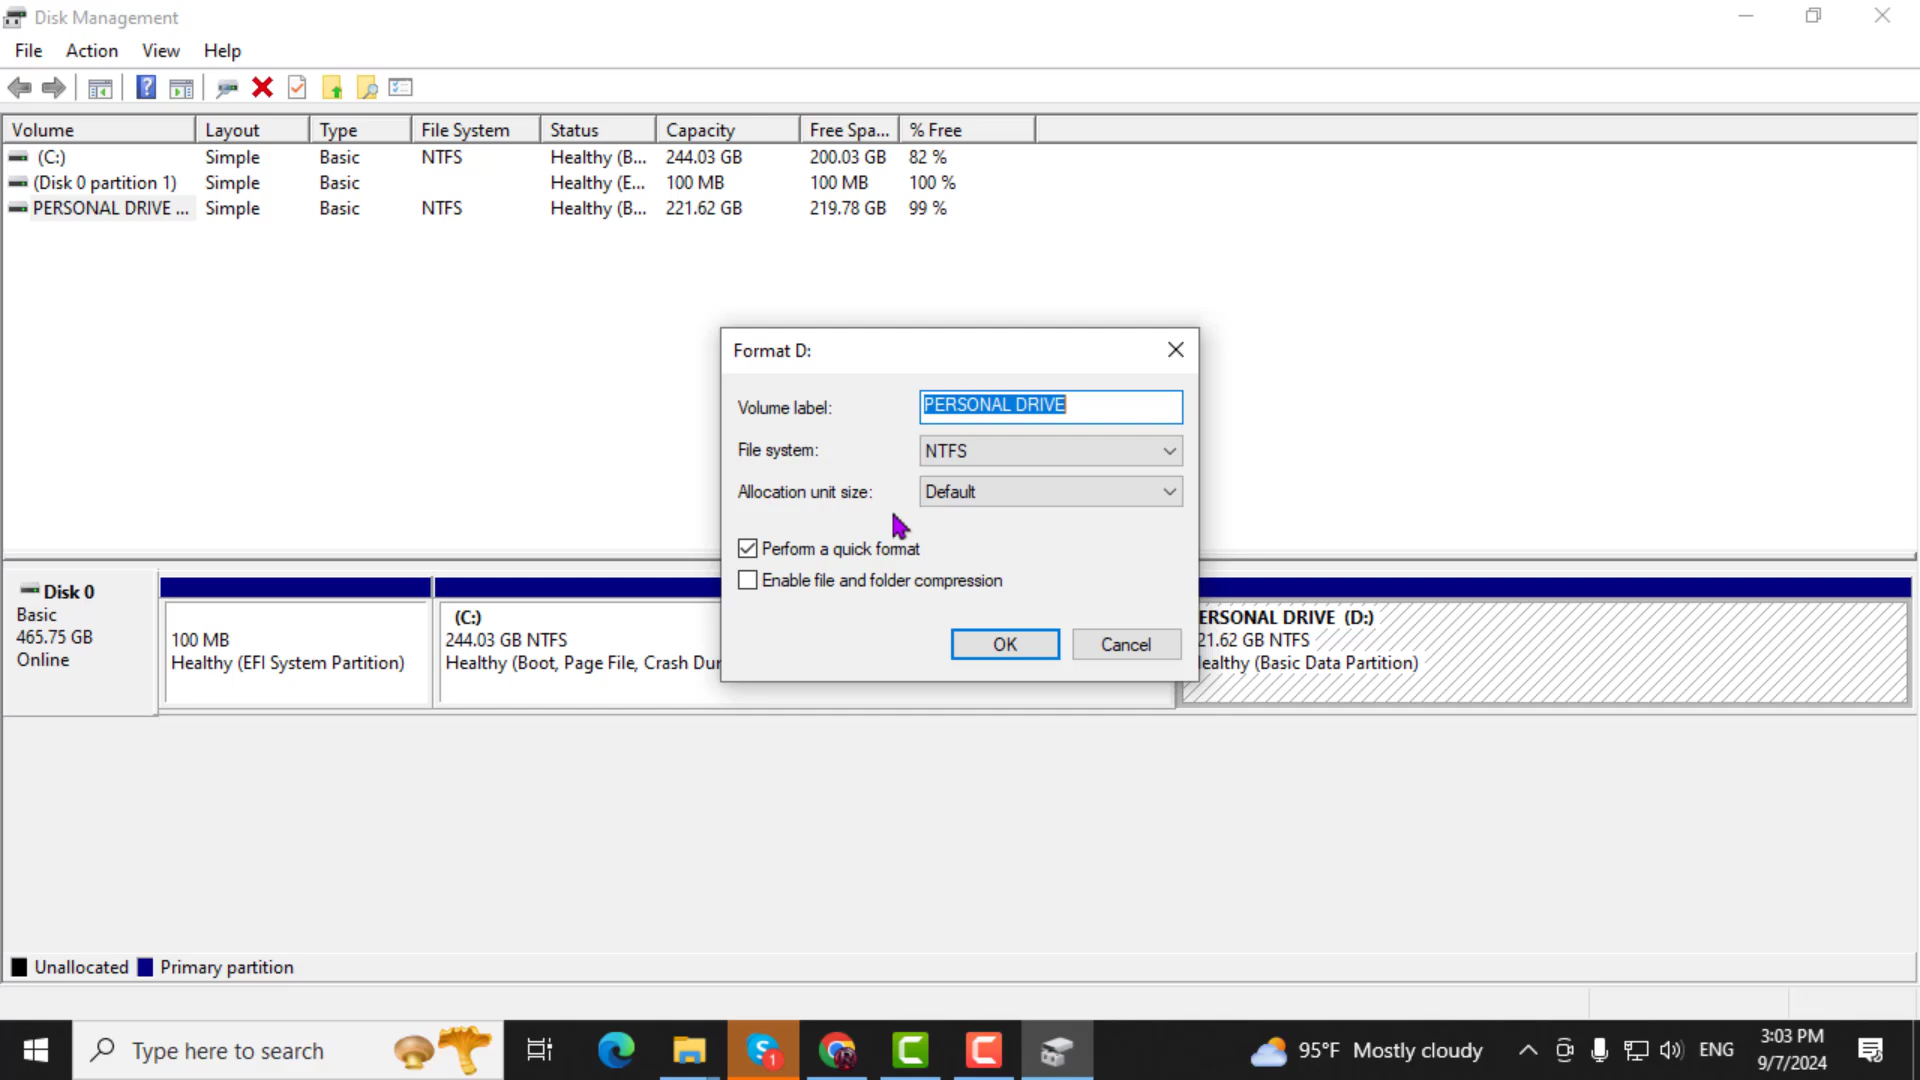 Disk Management
File Action View Help
Volume Layout Type File System Status Capacity Free Spa... % Free
(C:) Simple Basic NTFS Healthy (B... 244.03 GB 200.03 GB 82 %
(Disk 0 partition 1) Simple Basic Healthy (E... 100 MB 100 MB 100 %
PERSONAL DRIVE ... Simple Basic NTFS Healthy (B... 221.62 GB 219.78 GB 99 %
Format D:
Volume label: PERSONAL DRIVE
File system: NTFS
Allocation unit size: Default
Perform a quick format
Enable file and folder compression
OK Cancel
Disk 0
Basic
465.75 GB
Online
100 MB
Healthy (EFI System Partition)
(C:)
244.03 GB NTFS
Healthy (Boot, Page File, Crash Dur
ERSONAL DRIVE (D:)
21.62 GB NTFS
ealthy (Basic Data Partition)
Unallocated Primary partition
Type here to search
1
95°F Mostly cloudy
ENG
3:03 PM
9/7/2024